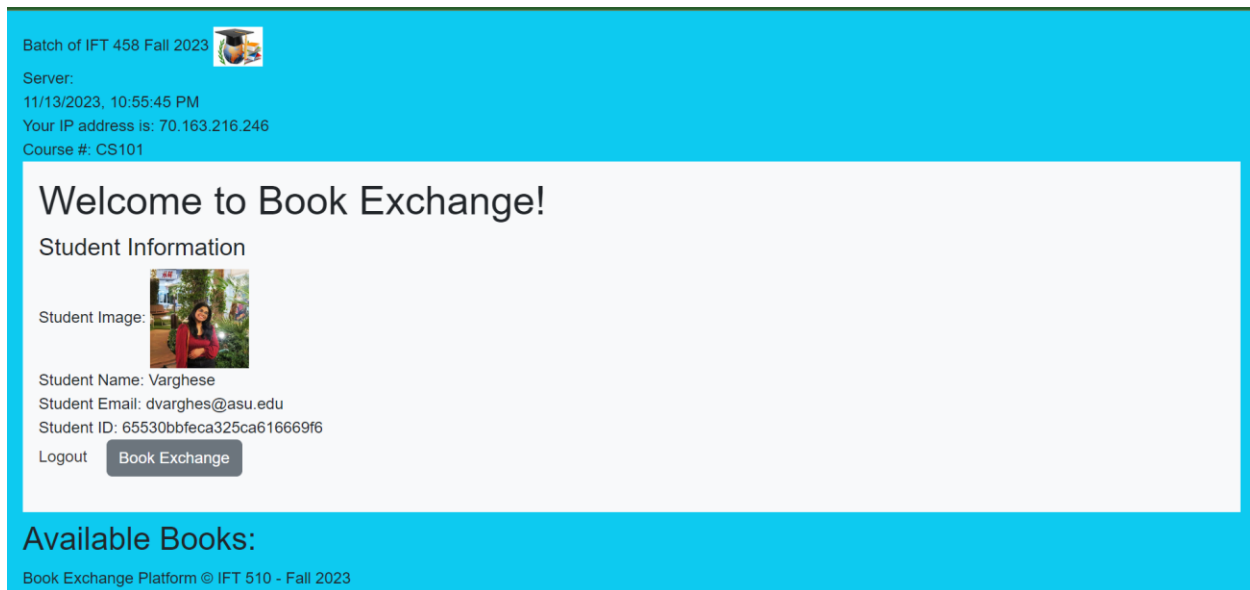 Batch of IFT 458 Fall 2023
Server:
11/13/2023, 10:55:45 PM
Your IP address is: 70.163.216.246
Course #: CS101
Welcome to Book Exchange!
Student Information
Student Image:
Student Name: Varghese
Student Email: dvarghes@asu.edu
Student ID: 65530bbfeca325ca616669f6
Logout Book Exchange
Available Books:
Book Exchange Platform © IFT 510 - Fall 2023